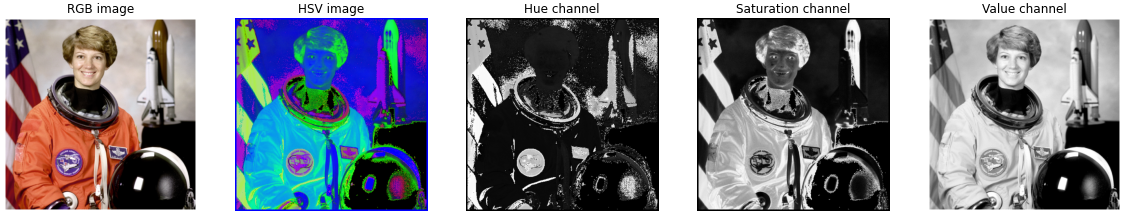 RGB image
HSV image
Hue channel
Saturation channel
Value channel